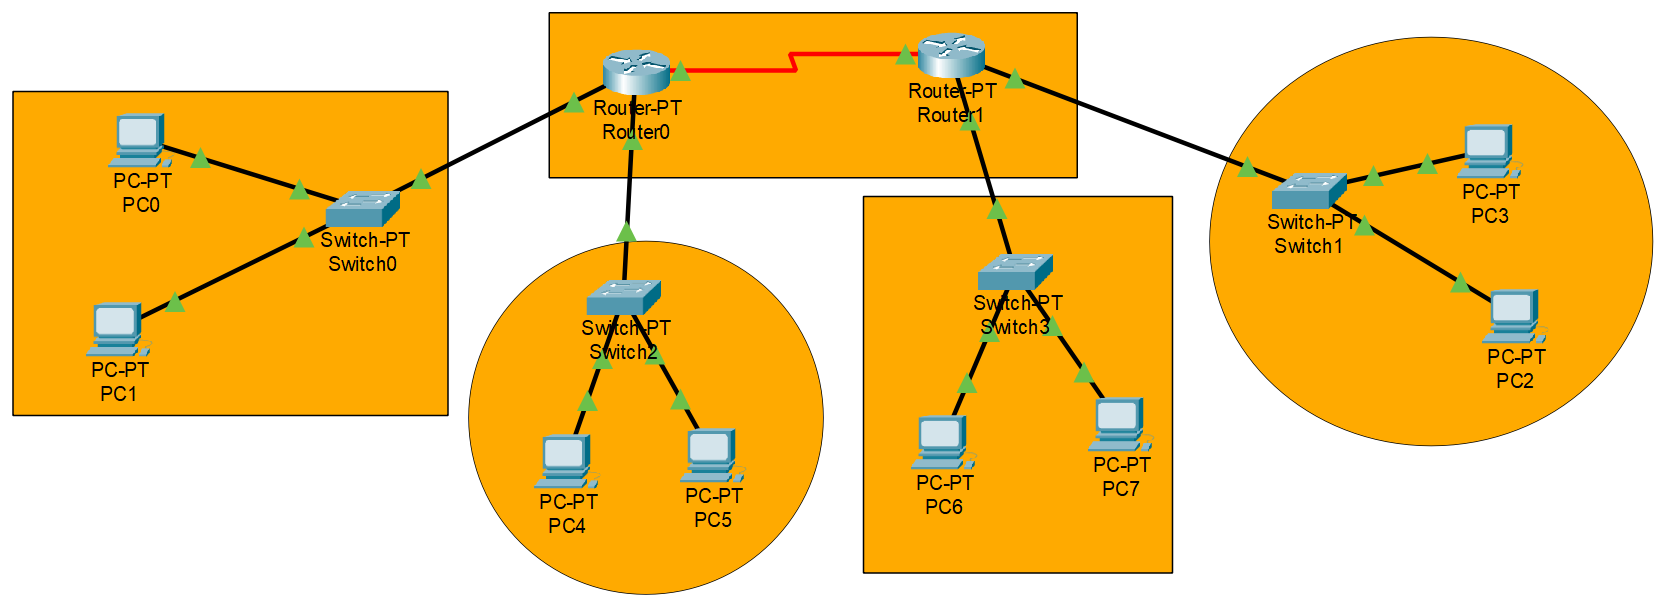 Router-PT
Router0
Router-PT
Router1
PC-PT
PC0
Switch-PT
Switch0
PC-PT
PC1
Switch-PT
Switch2
PC-PT
PC4
PC-PT
PC5
Switch-PT
Switch3
PC-PT
PC6
PC-PT
PC7
Switch-PT
Switch1
PC-PT
PC3
PC-PT
PC2